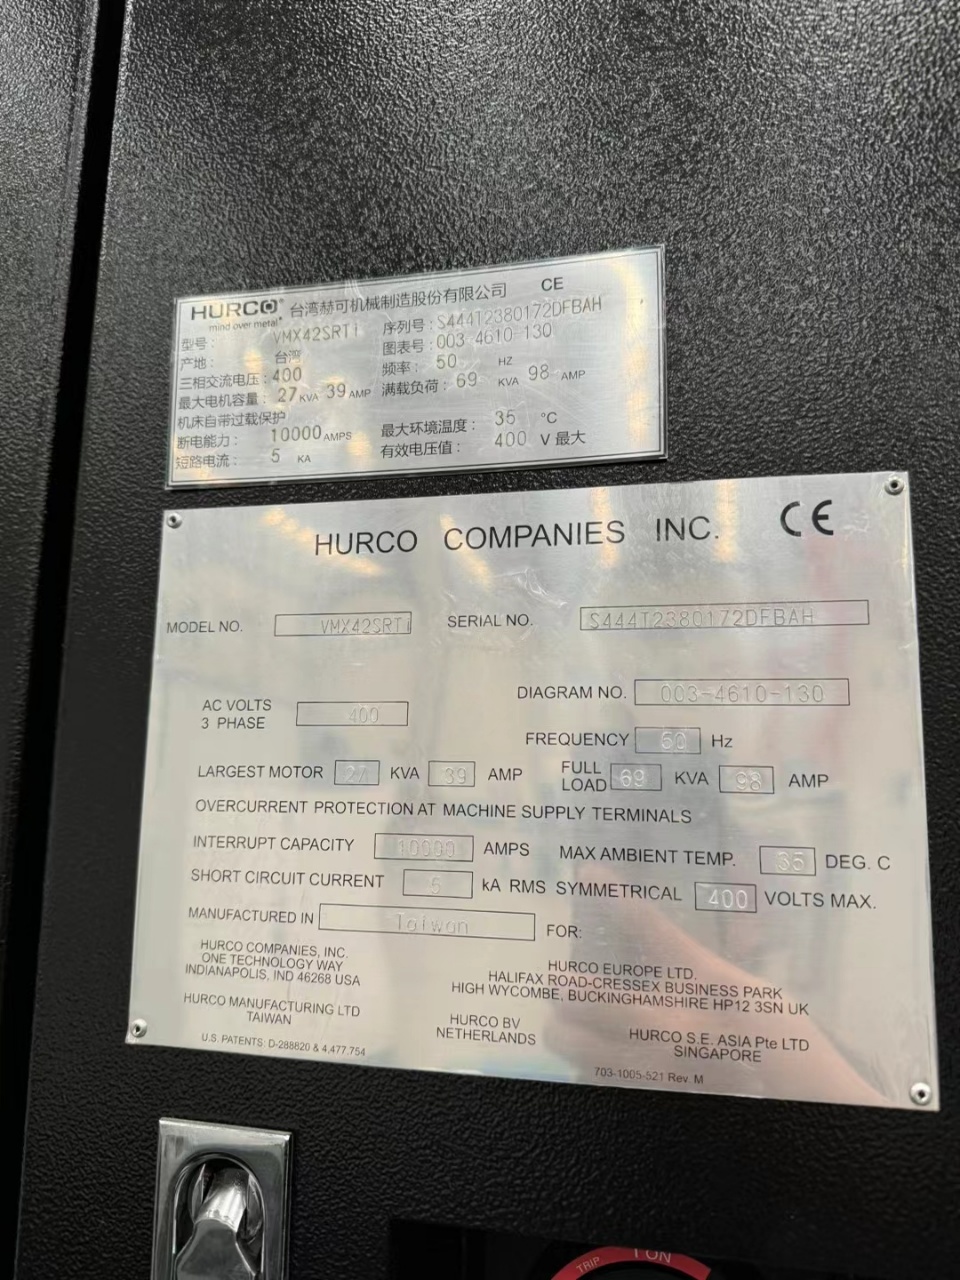 HURCO® 台湾赫可机械制造股份有限公司 CE
mind over metal®
型号: VMX42SRTi 序列号: S444T2380172DFBAH
产地: 台湾 图表号: 003-4610-130
三相交流电压: 400 频率: 50 HZ
最大电机容量: 27 KVA 39 AMP 满载负荷: 69 KVA 98 AMP
机床自带过载保护
断电能力: 10000 AMPS 最大环境温度: 35 °C
短路电流: 5 KA 有效电压值: 400 V 最大
HURCO COMPANIES INC. CE
MODEL NO. VMX42SRTi SERIAL NO. S444T2380172DFBAH
AC VOLTS
3 PHASE 400
DIAGRAM NO. 003-4610-130
FREQUENCY Hz
LARGEST MOTOR 27 KVA 39 AMP FULL LOAD 69 KVA 98 AMP
OVERCURRENT PROTECTION AT MACHINE SUPPLY TERMINALS
INTERRUPT CAPACITY 10000 AMPS MAX AMBIENT TEMP. 35 DEG. C
SHORT CIRCUIT CURRENT 5 kA RMS SYMMETRICAL 400 VOLTS MAX.
MANUFACTURED IN Taiwan FOR:
HURCO COMPANIES, INC.
ONE TECHNOLOGY WAY
INDIANAPOLIS, IND 46268 USA
HURCO EUROPE LTD.
HALIFAX ROAD-CRESSEX BUSINESS PARK
HIGH WYCOMBE, BUCKINGHAMSHIRE HP12 3SN UK
HURCO MANUFACTURING LTD
TAIWAN
HURCO BV
NETHERLANDS
HURCO S.E. ASIA Pte LTD
SINGAPORE
U.S. PATENTS: D-288820 & 4,477,754
703-1005-521 Rev. M
TRIP I ON